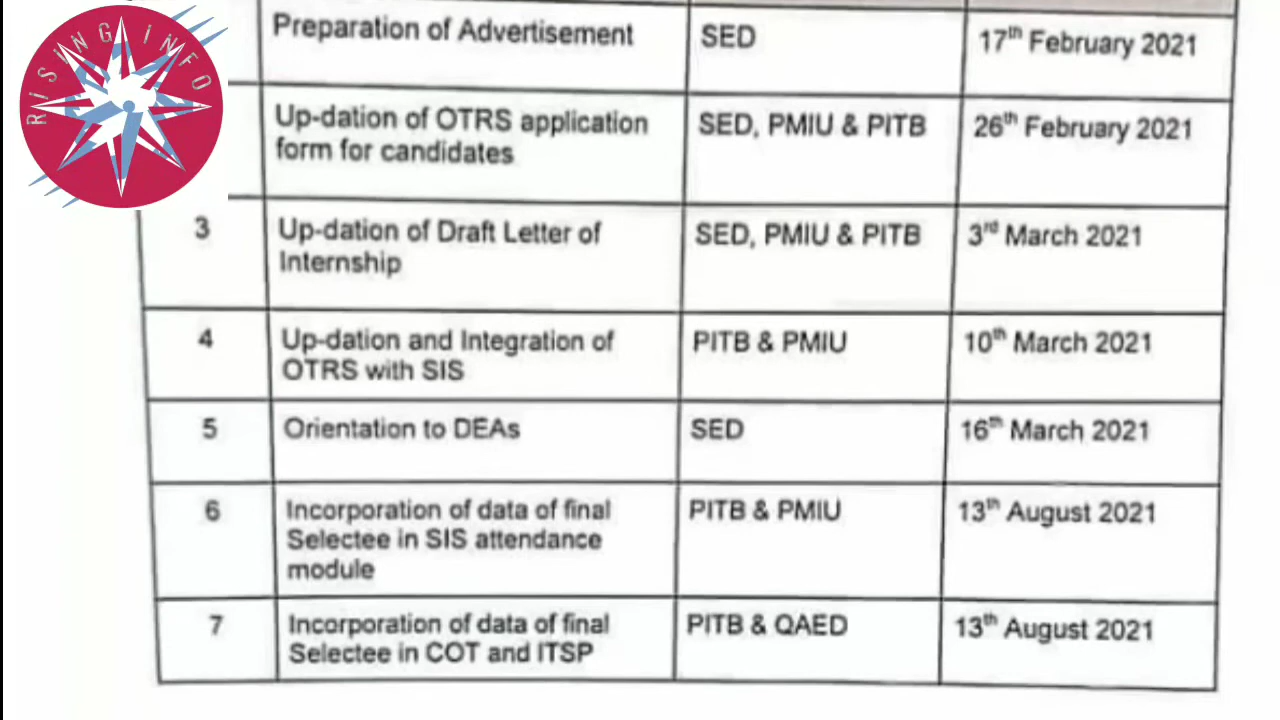 RISING INFO
Preparation of Advertisement SED 17th February 2021
Up-dation of OTRS application SED, PMIU & PITB 26th February 2021
form for candidates
3 Up-dation of Draft Letter of SED, PMIU & PITB 3rd March 2021
Internship
4 Up-dation and Integration of PITB & PMIU 10th March 2021
OTRS with SIS
5 Orientation to DEAs SED 16th March 2021
6 Incorporation of data of final PITB & PMIU 13th August 2021
Selectee in SIS attendance
module
7 Incorporation of data of final PITB & QAED 13th August 2021
Selectee in COT and ITSP